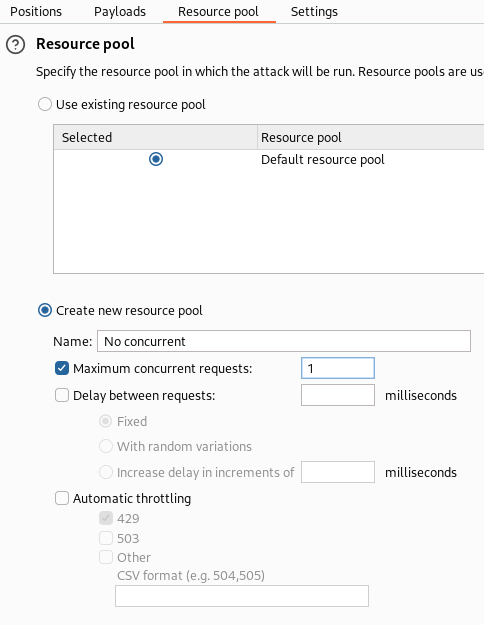 Positions Payloads Resource pool Settings
? Resource pool
Specify the resource pool in which the attack will be run. Resource pools are
Use existing resource pool
Selected Resource pool
Default resource pool
Create new resource pool
Name: No concurrent
Maximum concurrent requests: 1
Delay between requests: milliseconds
Fixed
With random variations
Increase delay in increments of milliseconds
Automatic throttling
429
503
Other
CSV format (e.g. 504,505)